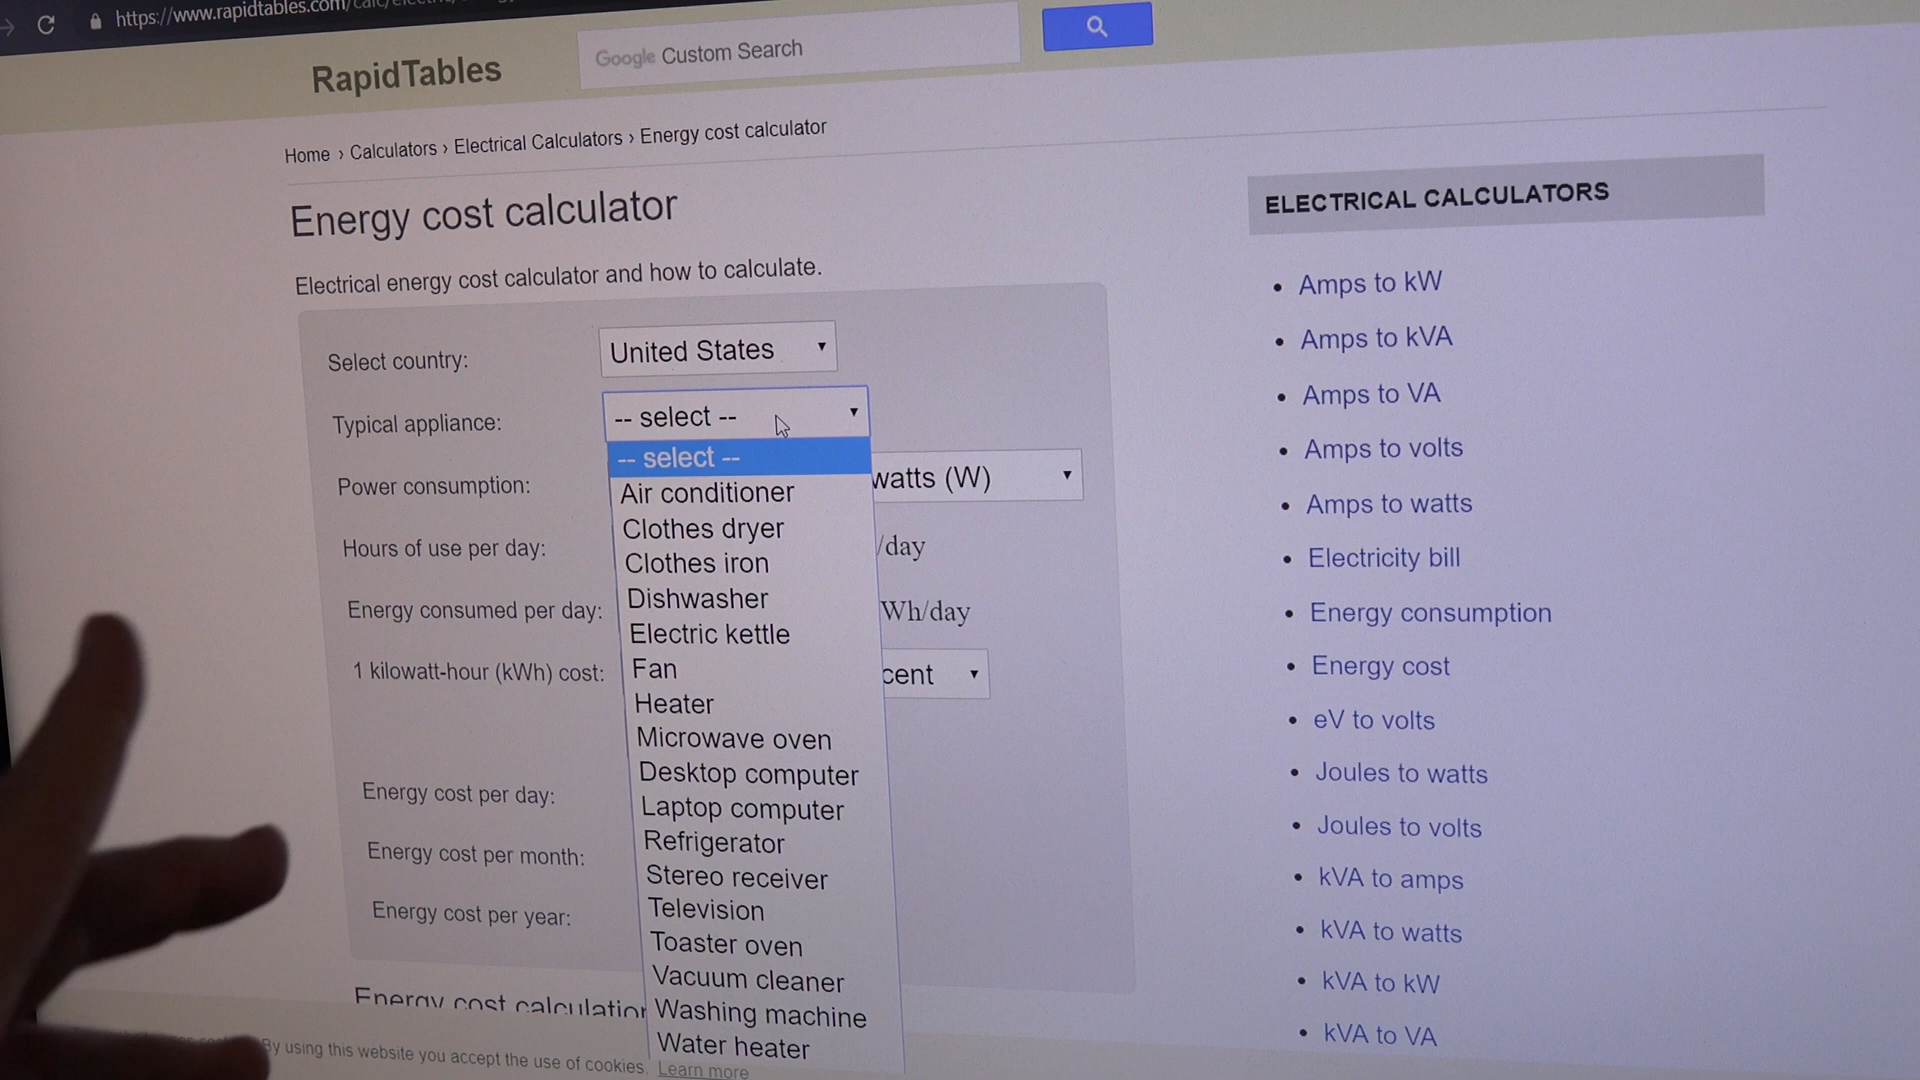 https://www.rapidtables.com/calc/electric/
RapidTables
Google Custom Search
Home › Calculators › Electrical Calculators › Energy cost calculator
Energy cost calculator
Electrical energy cost calculator and how to calculate.
Select country:
United States
Typical appliance:
-- select --
-- select --
Air conditioner
Clothes dryer
Clothes iron
Dishwasher
Electric kettle
Fan
Heater
Microwave oven
Desktop computer
Laptop computer
Refrigerator
Stereo receiver
Television
Toaster oven
Vacuum cleaner
Washing machine
Water heater
Power consumption:
watts (W)
Hours of use per day:
/day
Energy consumed per day:
Wh/day
1 kilowatt-hour (kWh) cost:
cent
Energy cost per day:
Energy cost per month:
Energy cost per year:
Energy cost calculation
By using this website you accept the use of cookies. Learn more
ELECTRICAL CALCULATORS
• Amps to kW
• Amps to kVA
• Amps to VA
• Amps to volts
• Amps to watts
• Electricity bill
• Energy consumption
• Energy cost
• eV to volts
• Joules to watts
• Joules to volts
• kVA to amps
• kVA to watts
• kVA to kW
• kVA to VA